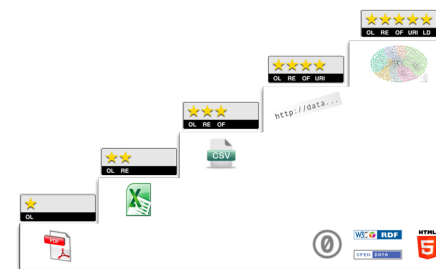 OL RE OF URI LD
OL RE OF URI
http://data...
OL RE OF
CSV
OL RE
OL
PDF
W3C RDF
HTML
5
OPEN DATA